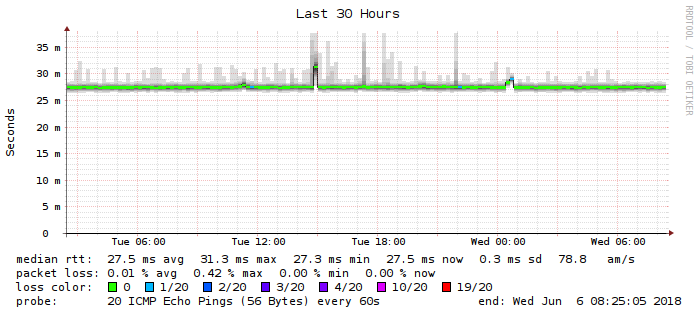 Last 30 Hours
RRDTOOL / TOBI OETIKER
Seconds
35 m
30 m
25 m
20 m
15 m
10 m
5 m
0
Tue 06:00 Tue 12:00 Tue 18:00 Wed 00:00 Wed 06:00
median rtt: 27.5 ms avg 31.3 ms max 27.3 ms min 27.5 ms now 0.3 ms sd 78.8 am/s
packet loss: 0.01 % avg 0.42 % max 0.00 % min 0.00 % now
loss color: 0 1/20 2/20 3/20 4/20 10/20 19/20
probe: 20 ICMP Echo Pings (56 Bytes) every 60s end: Wed Jun 6 08:25:05 2018